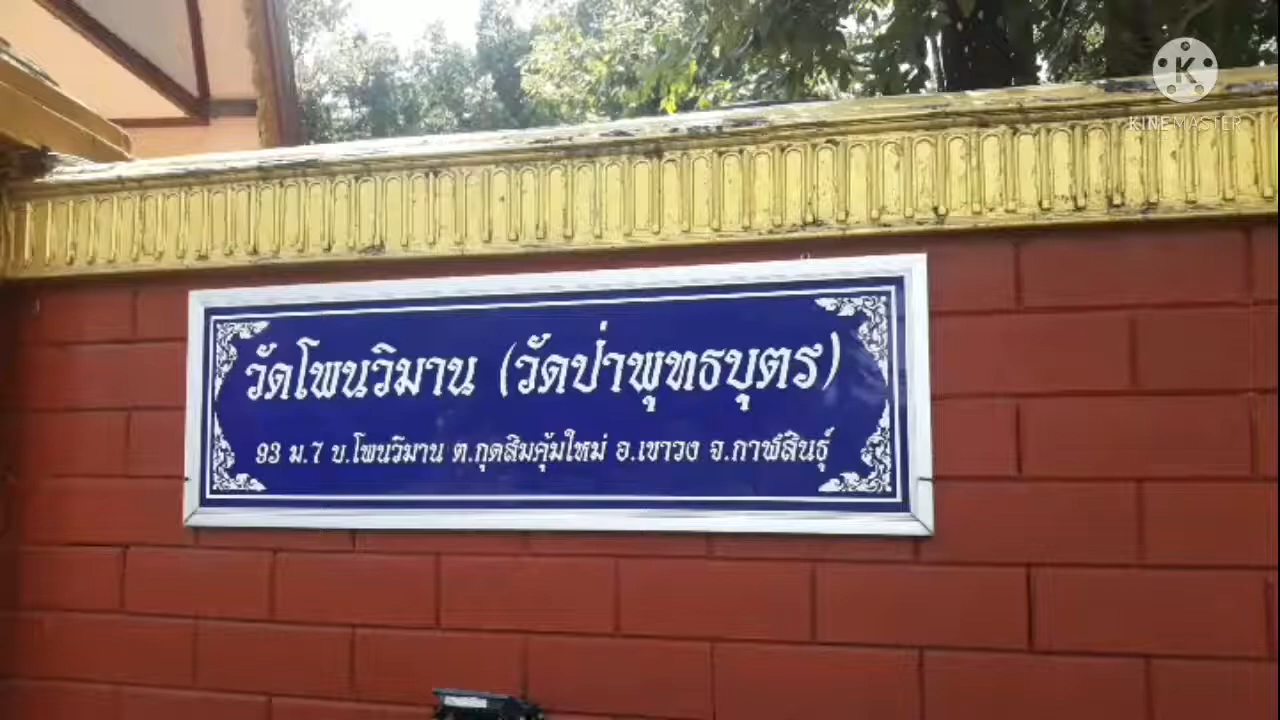 K
KINEMASTER
วัดโพนวิมาน (วัดป่าพุทธบุตร)
93 ม.7 บ.โพนวิมาน ต.กุดสิมคุ้มใหม่ อ.เขาวง จ.กาฬสินธุ์